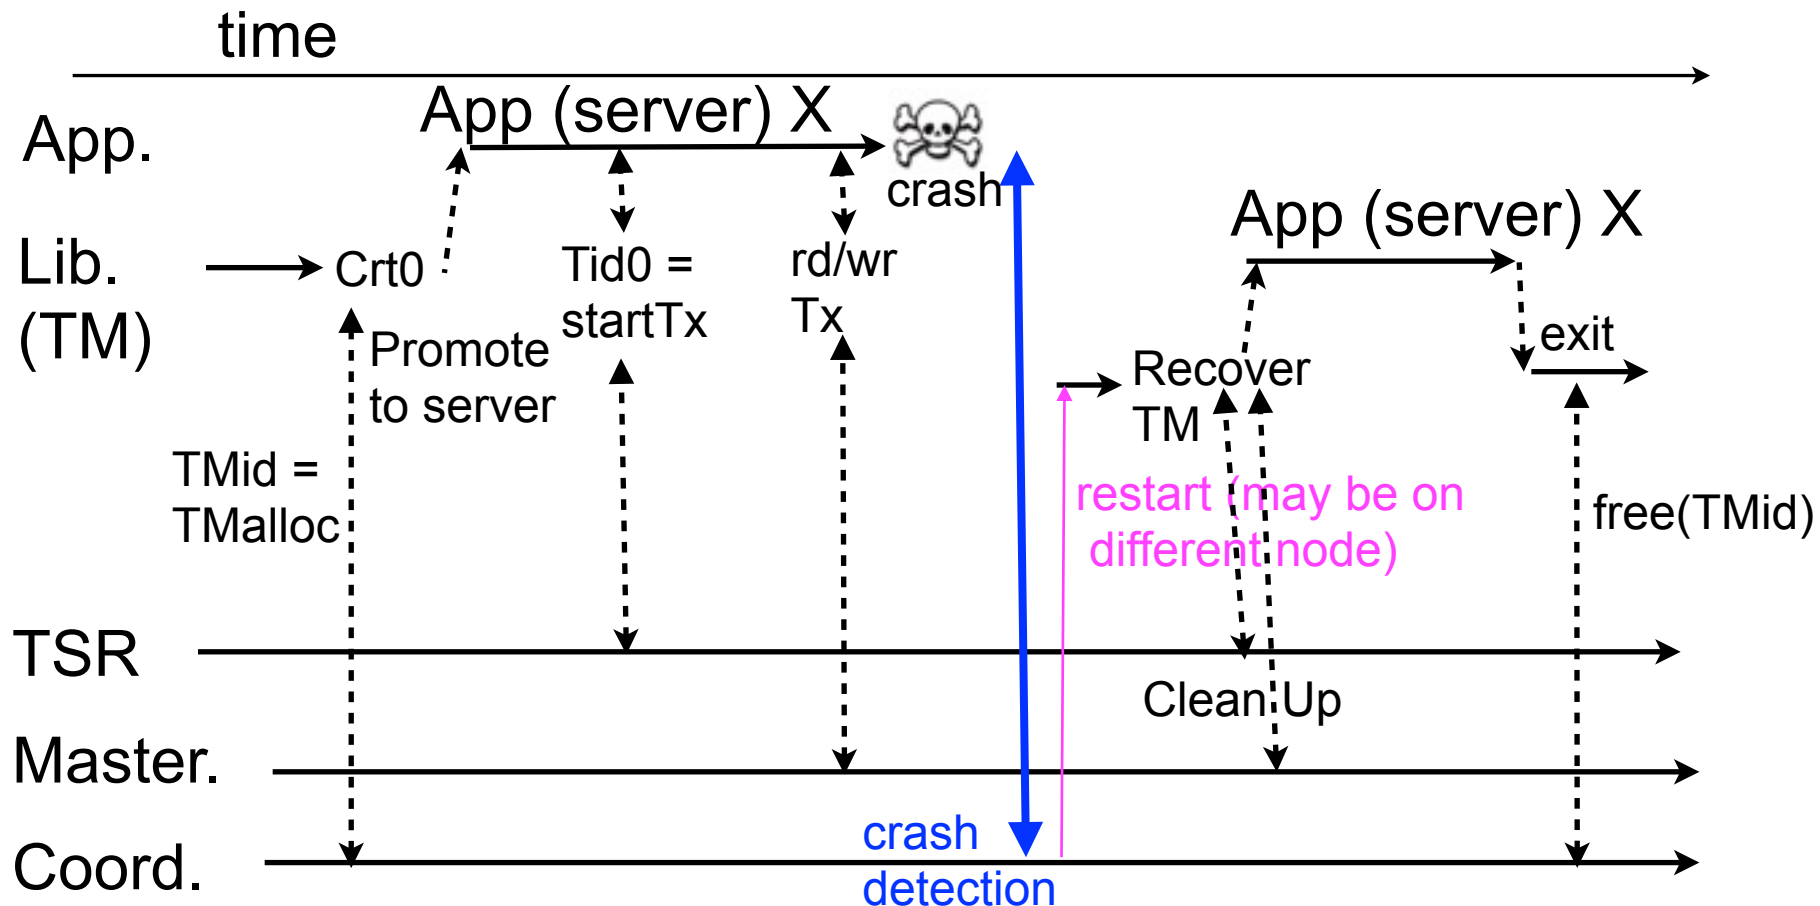 time
App (server) X
App.
crash
App (server) X
Lib.
(TM)
Crt0
Tid0 =
startTx
rd/wr
Tx
Promote
to server
exit
Recover
TM
TMid =
TMalloc
restart (may be on
different node)
free(TMid)
TSR
Clean Up
Master.
crash
detection
Coord.